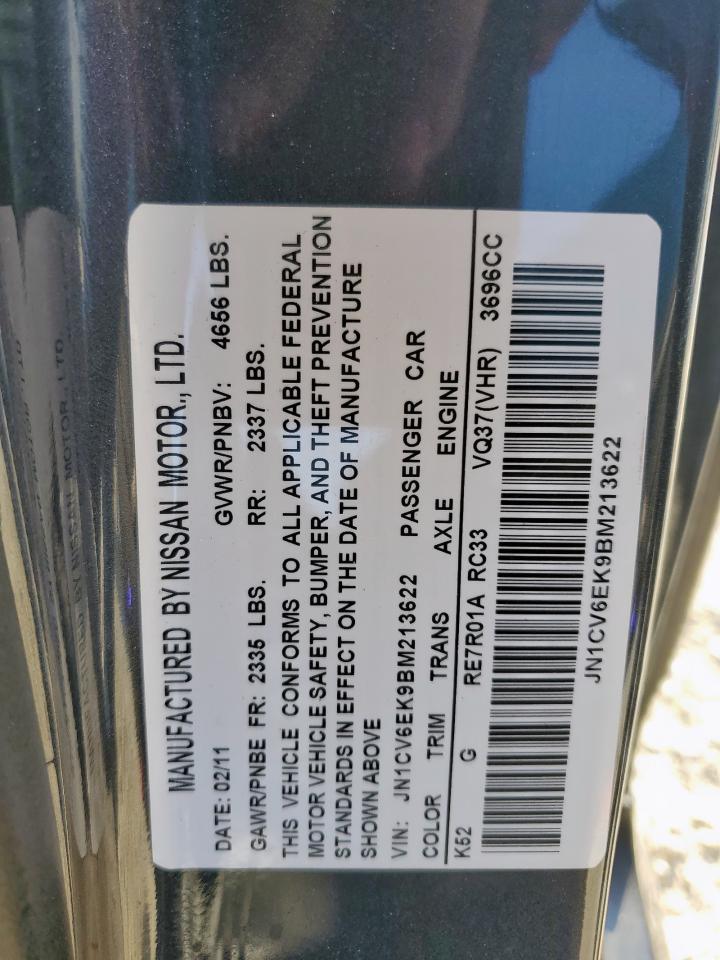 MANUFACTURED BY NISSAN MOTOR., LTD.
DATE: 02/11 GVWR/PNBV: 4656 LBS.
GAWR/PNBE FR: 2335 LBS. RR: 2337 LBS.
THIS VEHICLE CONFORMS TO ALL APPLICABLE FEDERAL
MOTOR VEHICLE SAFETY, BUMPER, AND THEFT PREVENTION
STANDARDS IN EFFECT ON THE DATE OF MANUFACTURE
SHOWN ABOVE
VIN: JN1CV6EK9BM213622 PASSENGER CAR
COLOR TRIM TRANS AXLE ENGINE
K52 G RE7R01A RC33 VQ37(VHR) 3696CC
JN1CV6EK9BM213622